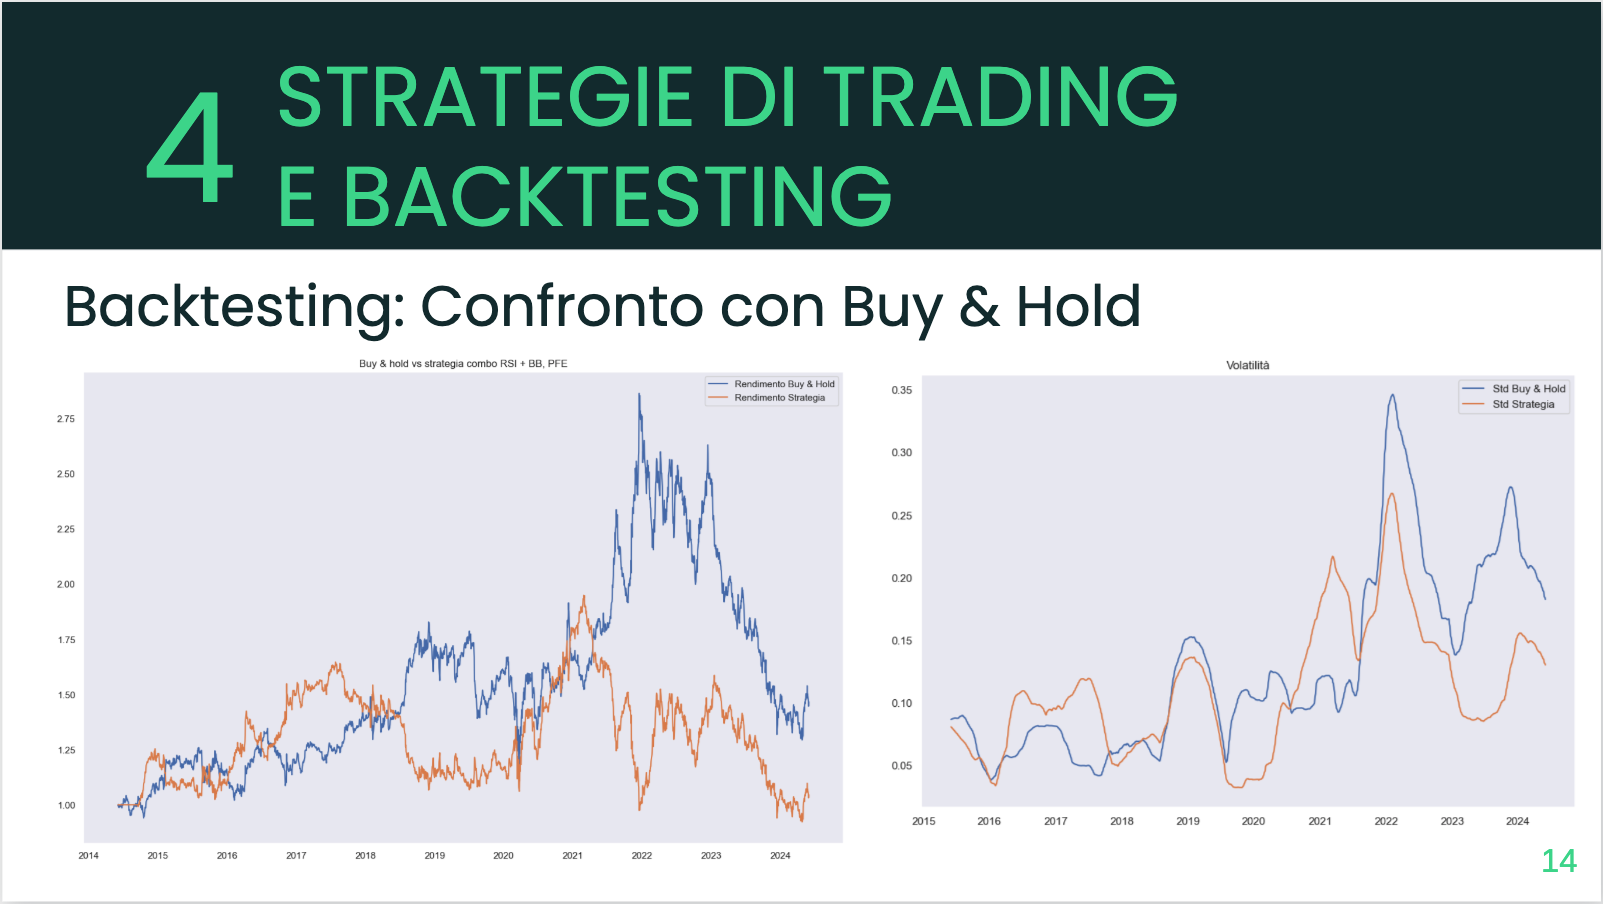 4
STRATEGIE DI TRADING
E BACKTESTING
Backtesting: Confronto con Buy & Hold
Buy & hold vs strategia combo RSI + BB, PFE
Rendimento Buy & Hold
Rendimento Strategia
2.75
2.50
2.25
2.00
1.75
1.50
1.25
1.00
2014 2015 2016 2017 2018 2019 2020 2021 2022 2023 2024
Volatilità
Std Buy & Hold
Std Strategia
0.35
0.30
0.25
0.20
0.15
0.10
0.05
2015 2016 2017 2018 2019 2020 2021 2022 2023 2024
14